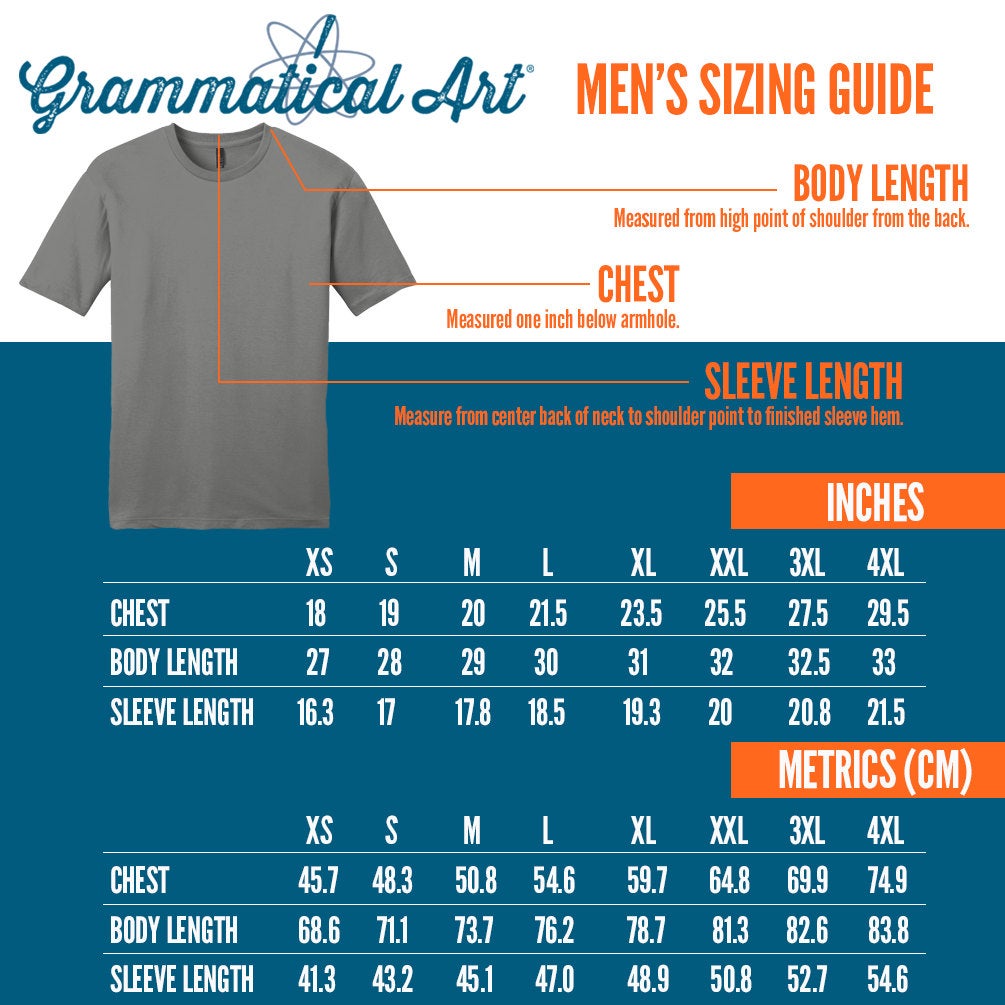 Grammatical Art®
MEN'S SIZING GUIDE
BODY LENGTH
Measured from high point of shoulder from the back.
CHEST
Measured one inch below armhole.
SLEEVE LENGTH
Measure from center back of neck to shoulder point to finished sleeve hem.
INCHES
XS S M L XL XXL 3XL 4XL
CHEST 18 19 20 21.5 23.5 25.5 27.5 29.5
BODY LENGTH 27 28 29 30 31 32 32.5 33
SLEEVE LENGTH 16.3 17 17.8 18.5 19.3 20 20.8 21.5
METRICS (CM)
XS S M L XL XXL 3XL 4XL
CHEST 45.7 48.3 50.8 54.6 59.7 64.8 69.9 74.9
BODY LENGTH 68.6 71.1 73.7 76.2 78.7 81.3 82.6 83.8
SLEEVE LENGTH 41.3 43.2 45.1 47.0 48.9 50.8 52.7 54.6